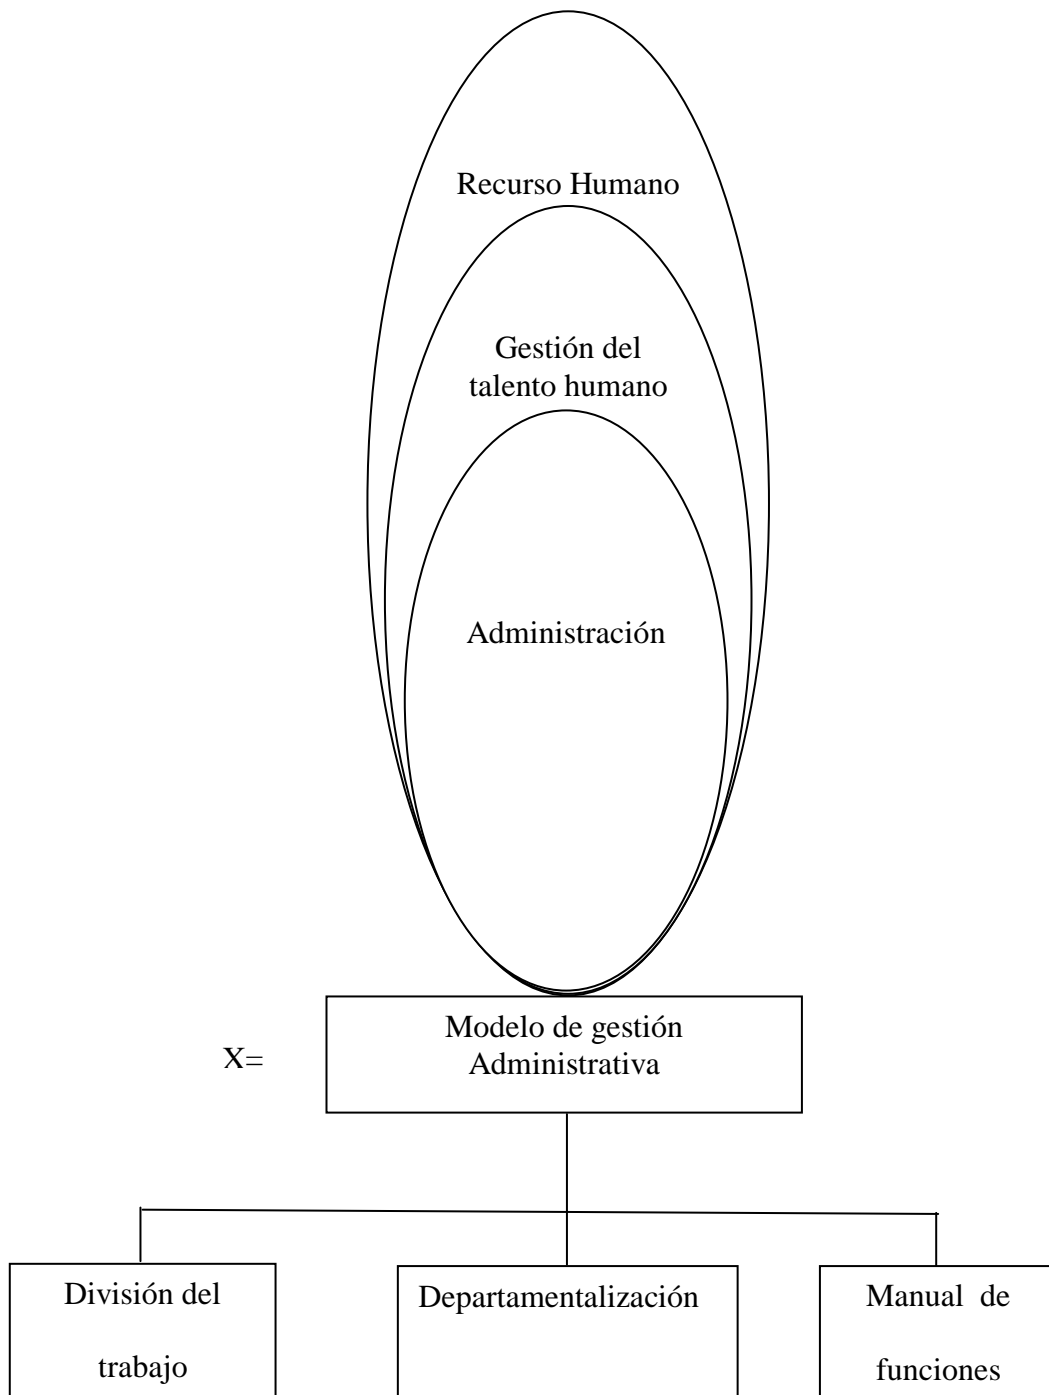 Recurso Humano
Gestión del
talento humano
Administración
Modelo de gestión
Administrativa
X=
División del
trabajo
Departamentalización
Manual de
funciones